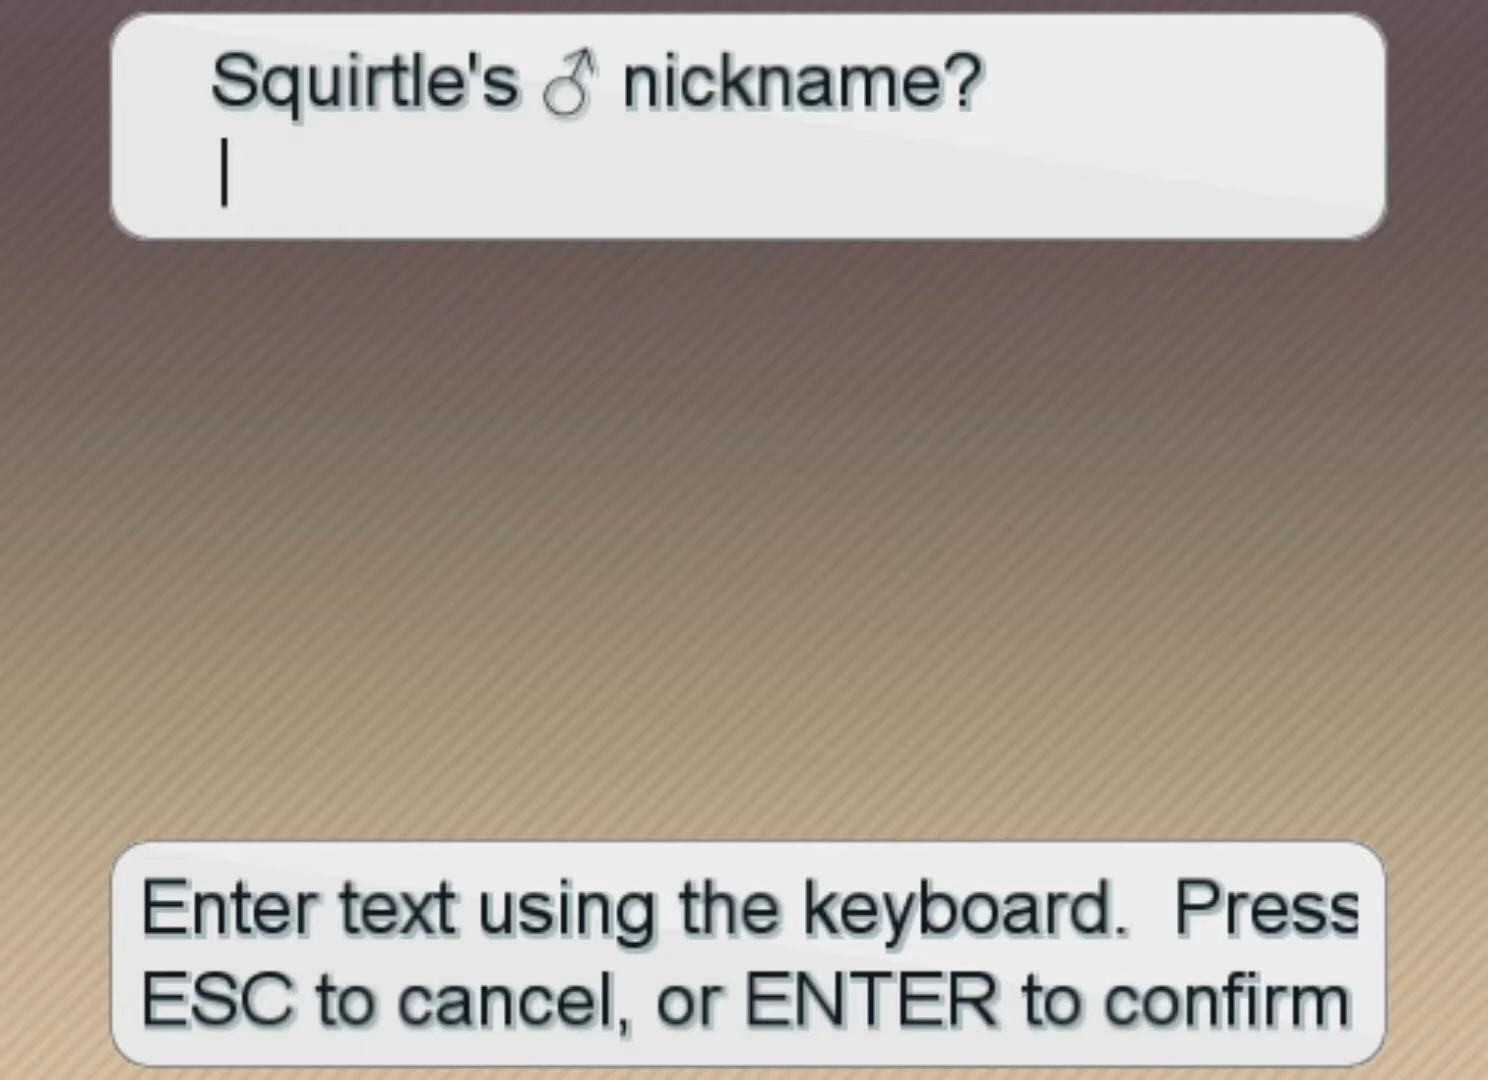 Squirtle's ♂ nickname?
Enter text using the keyboard.  Press
ESC to cancel, or ENTER to confirm